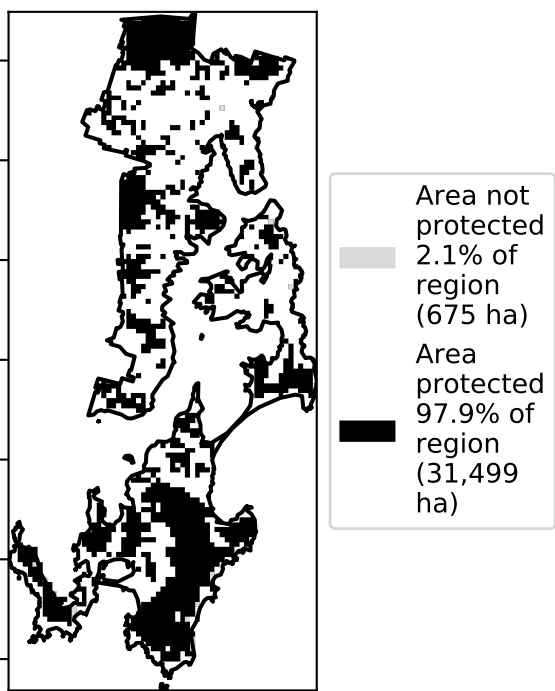 Area not
protected
2.1% of
region
(675 ha)
Area
protected
97.9% of
region
(31,499
ha)